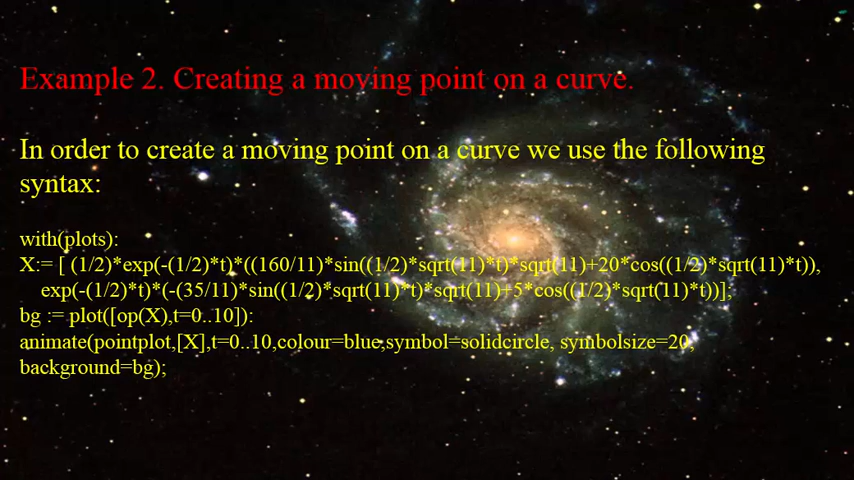 Example 2. Creating a moving point on a curve.
In order to create a moving point on a curve we use the following
syntax:
with(plots):
X:= [ (1/2)*exp(-(1/2)*t)*((160/11)*sin((1/2)*sqrt(11)*t)*sqrt(11)+20*cos((1/2)*sqrt(11)*t)),
exp(-(1/2)*t)*(-(35/11)*sin((1/2)*sqrt(11)*t)*sqrt(11)+5*cos((1/2)*sqrt(11)*t))];
bg := plot([op(X),t=0..10]):
animate(pointplot,[X],t=0..10,colour=blue,symbol=solidcircle, symbolsize=20,
background=bg);